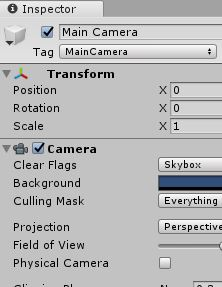 Inspector
Main Camera
Tag MainCamera
Transform
Position X 0
Rotation X 0
Scale X 1
Camera
Clear Flags Skybox
Background
Culling Mask Everything
Projection Perspective
Field of View
Physical Camera